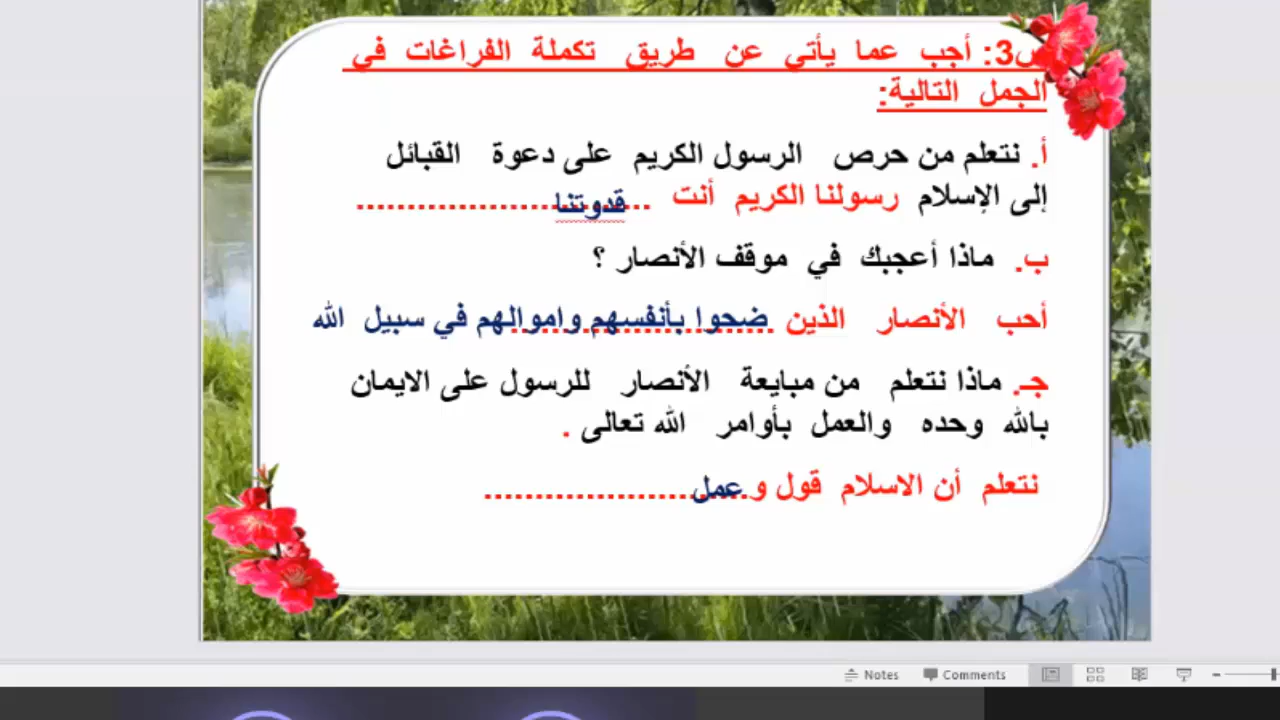 س3: أجب عما يأتي عن طريق تكملة الفراغات في
الجمل التالية:
أ. نتعلم من حرص الرسول الكريم على دعوة القبائل
إلى الإسلام رسولنا الكريم أنت قدوتنا
ب. ماذا أعجبك في موقف الأنصار ؟
أحب الأنصار الذين ضحوا بأنفسهم واموالهم في سبيل الله
جـ. ماذا نتعلم من مبايعة الأنصار للرسول على الايمان
بالله وحده والعمل بأوامر الله تعالى .
نتعلم أن الاسلام قول وعمل
Notes Comments